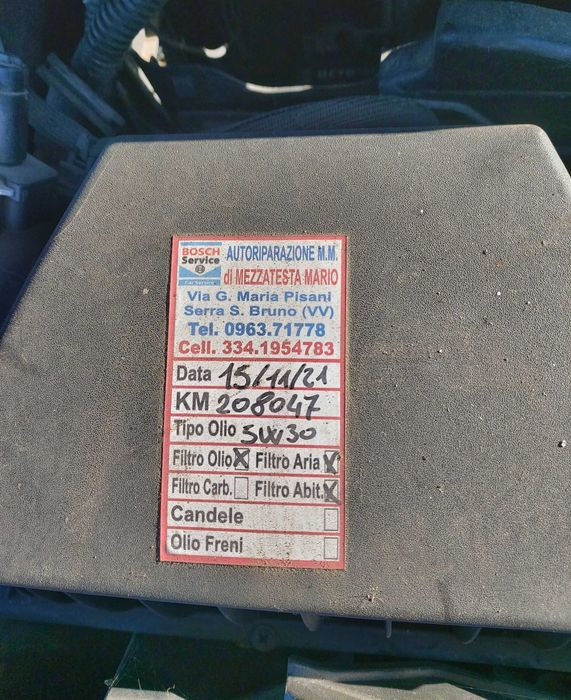 BOSCH
Service
Car Service
AUTORIPARAZIONE M.M.
di MEZZATESTA MARIO
Via G. Maria Pisani
Serra S. Bruno (VV)
Tel. 0963.71778
Cell. 334.1954783
Data 15/11/21
KM 208047
Tipo Olio 5W30
Filtro Olio X Filtro Aria X
Filtro Carb. Filtro Abit. X
Candele
Olio Freni